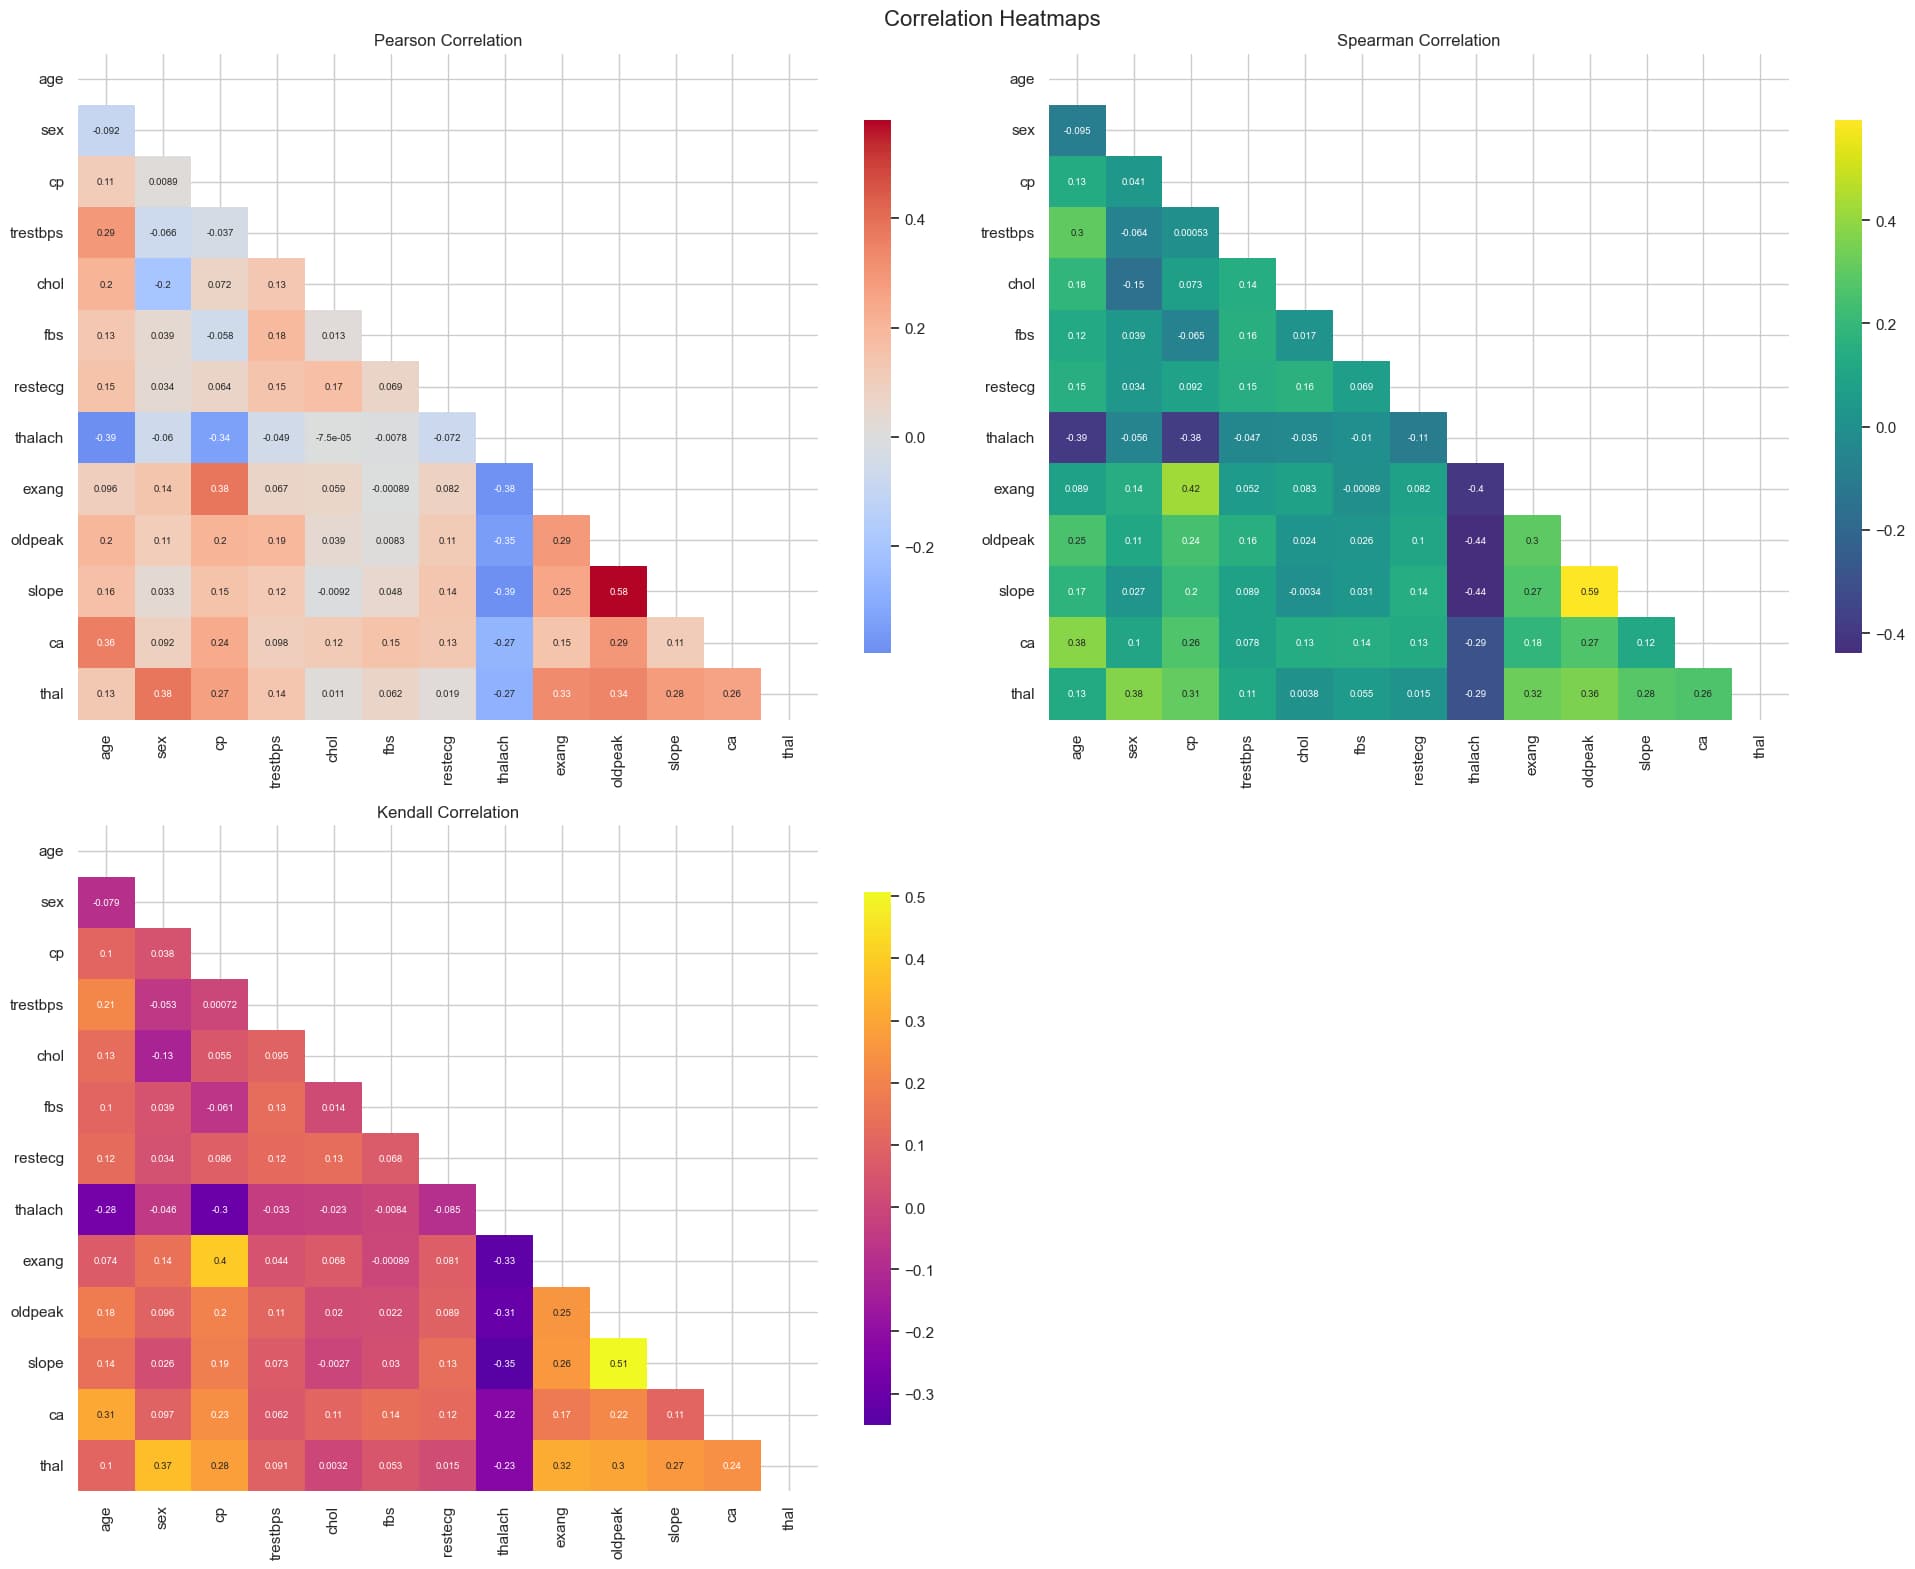 Correlation Heatmaps
Pearson Correlation
age
sex -0.092
cp 0.11 0.0089
trestbps 0.29 -0.066 -0.037
chol 0.2 -0.2 0.072 0.13
fbs 0.13 0.039 -0.058 0.18 0.013
restecg 0.15 0.034 0.064 0.15 0.17 0.069
thalach -0.39 -0.06 -0.34 -0.049 -7.5e-05 -0.0078 -0.072
exang 0.096 0.14 0.38 0.067 0.059 -0.00089 0.082 -0.38
oldpeak 0.2 0.11 0.2 0.19 0.039 0.0083 0.11 -0.35 0.29
slope 0.16 0.033 0.15 0.12 -0.0092 0.048 0.14 -0.39 0.25 0.58
ca 0.36 0.092 0.24 0.098 0.12 0.15 0.13 -0.27 0.15 0.29 0.11
thal 0.13 0.38 0.27 0.14 0.011 0.062 0.019 -0.27 0.33 0.34 0.28 0.26
age sex cp trestbps chol fbs restecg thalach exang oldpeak slope ca thal
0.4
0.2
0.0
−0.2
Spearman Correlation
age
sex -0.095
cp 0.13 0.041
trestbps 0.3 -0.064 0.00053
chol 0.18 -0.15 0.073 0.14
fbs 0.12 0.039 -0.065 0.16 0.017
restecg 0.15 0.034 0.092 0.15 0.16 0.069
thalach -0.39 -0.056 -0.38 -0.047 -0.035 -0.01 -0.11
exang 0.089 0.14 0.42 0.052 0.083 -0.00089 0.082 -0.4
oldpeak 0.25 0.11 0.24 0.16 0.024 0.026 0.1 -0.44 0.3
slope 0.17 0.027 0.2 0.089 -0.0034 0.031 0.14 -0.44 0.27 0.59
ca 0.38 0.1 0.26 0.078 0.13 0.14 0.13 -0.29 0.18 0.27 0.12
thal 0.13 0.38 0.31 0.11 0.0038 0.055 0.015 -0.29 0.32 0.36 0.28 0.26
age sex cp trestbps chol fbs restecg thalach exang oldpeak slope ca thal
0.4
0.2
0.0
−0.2
−0.4
Kendall Correlation
age
sex -0.079
cp 0.1 0.038
trestbps 0.21 -0.053 0.00072
chol 0.13 -0.13 0.055 0.095
fbs 0.1 0.039 -0.061 0.13 0.014
restecg 0.12 0.034 0.086 0.12 0.13 0.068
thalach -0.28 -0.046 -0.3 -0.033 -0.023 -0.0084 -0.085
exang 0.074 0.14 0.4 0.044 0.068 -0.00089 0.081 -0.33
oldpeak 0.18 0.096 0.2 0.11 0.02 0.022 0.089 -0.31 0.25
slope 0.14 0.026 0.19 0.073 -0.0027 0.03 0.13 -0.35 0.26 0.51
ca 0.31 0.097 0.23 0.062 0.11 0.14 0.12 -0.22 0.17 0.22 0.11
thal 0.1 0.37 0.28 0.091 0.0032 0.053 0.015 -0.23 0.32 0.3 0.27 0.24
age sex cp trestbps chol fbs restecg thalach exang oldpeak slope ca thal
0.5
0.4
0.3
0.2
0.1
0.0
−0.1
−0.2
−0.3